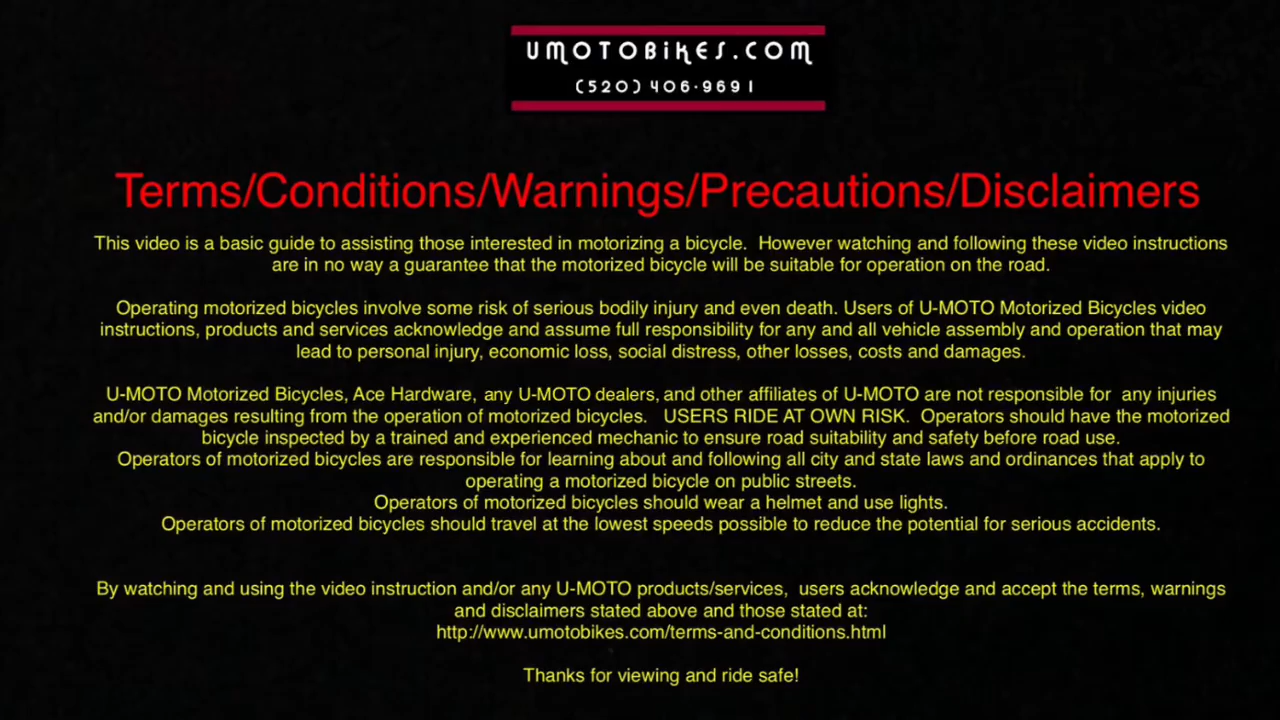 UMOTOBIKES.COM
(520) 406-9691
Terms/Conditions/Warnings/Precautions/Disclaimers
This video is a basic guide to assisting those interested in motorizing a bicycle.  However watching and following these video instructions
are in no way a guarantee that the motorized bicycle will be suitable for operation on the road.
Operating motorized bicycles involve some risk of serious bodily injury and even death. Users of U-MOTO Motorized Bicycles video
instructions, products and services acknowledge and assume full responsibility for any and all vehicle assembly and operation that may
lead to personal injury, economic loss, social distress, other losses, costs and damages.
U-MOTO Motorized Bicycles, Ace Hardware, any U-MOTO dealers, and other affiliates of U-MOTO are not responsible for  any injuries
and/or damages resulting from the operation of motorized bicycles.   USERS RIDE AT OWN RISK.  Operators should have the motorized
bicycle inspected by a trained and experienced mechanic to ensure road suitability and safety before road use.
Operators of motorized bicycles are responsible for learning about and following all city and state laws and ordinances that apply to
operating a motorized bicycle on public streets.
Operators of motorized bicycles should wear a helmet and use lights.
Operators of motorized bicycles should travel at the lowest speeds possible to reduce the potential for serious accidents.
By watching and using the video instruction and/or any U-MOTO products/services,  users acknowledge and accept the terms, warnings
and disclaimers stated above and those stated at:
http://www.umotobikes.com/terms-and-conditions.html
Thanks for viewing and ride safe!